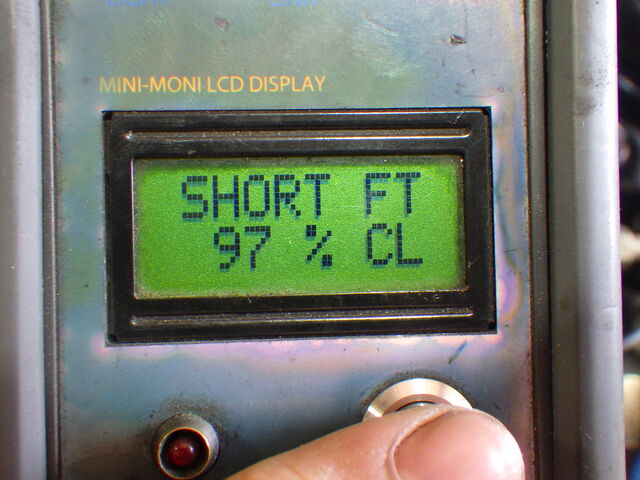 MINI-MONI LCD DISPLAY
SHORT FT
97 % CL